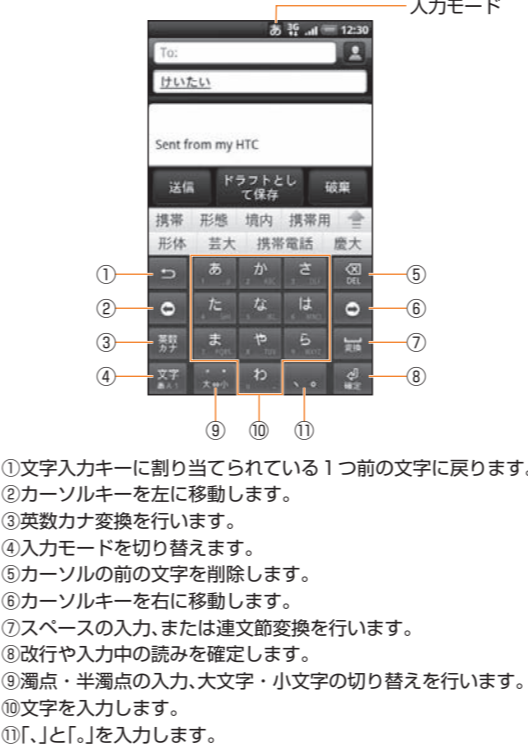 入力モード
あ 3G 12:30
To:
けいたい
Sent from my HTC
送信 ドラフトとし
て保存 破棄
携帯 形態 境内 携帯用
形体 芸大 携帯電話 慶大
① あ か さ DEL ⑤
② た な は ⑥
③ 英数
カナ ま や ら 変換 ⑦
④ 文字 大⇔小 わ 、。 確定 ⑧
⑨ ⑩ ⑪
①文字入力キーに割り当てられている1つ前の文字に戻ります。
②カーソルキーを左に移動します。
③英数カナ変換を行います。
④入力モードを切り替えます。
⑤カーソルの前の文字を削除します。
⑥カーソルキーを右に移動します。
⑦スペースの入力、または連文節変換を行います。
⑧改行や入力中の読みを確定します。
⑨濁点・半濁点の入力、大文字・小文字の切り替えを行います。
⑩文字を入力します。
⑪「、」と「。」を入力します。